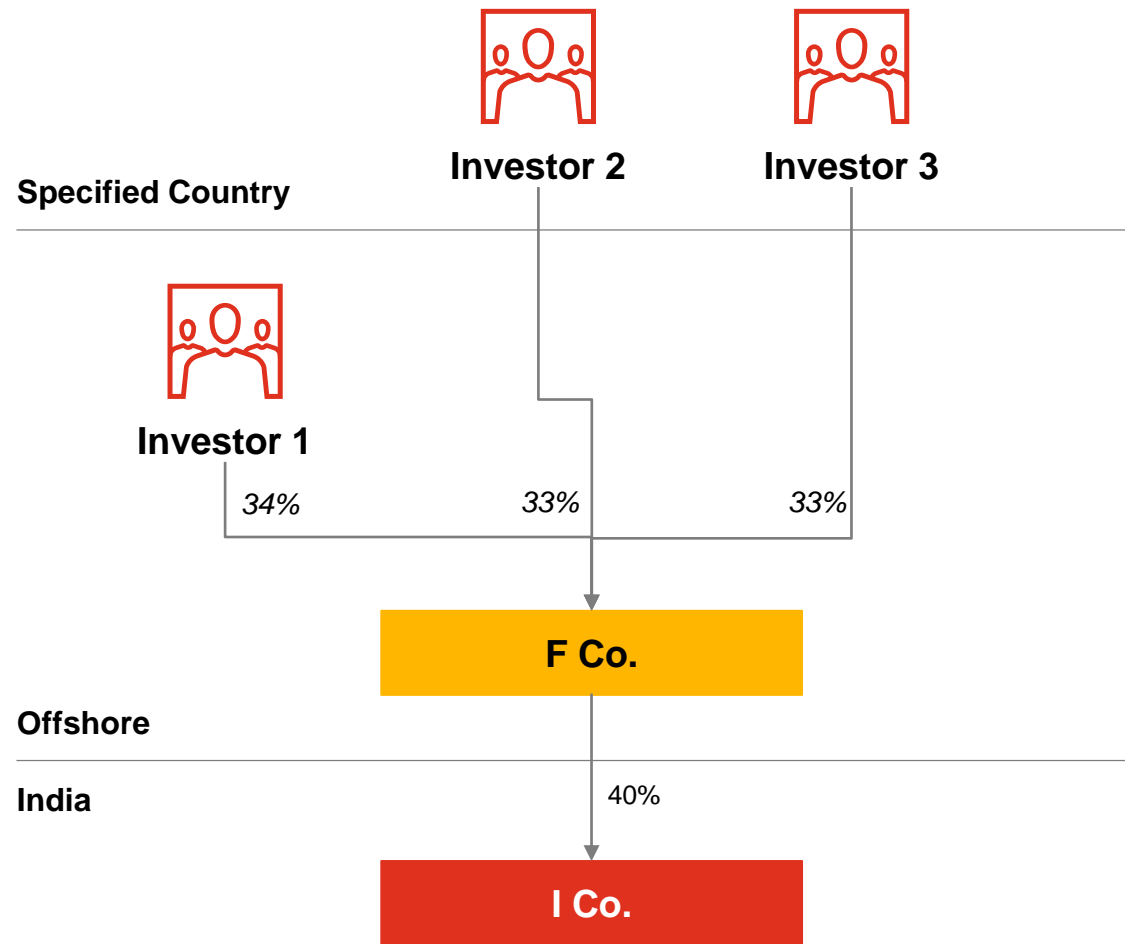 Investor 2
Investor 3
Specified Country
Investor 1
34%
33%
33%
F Co.
Offshore
India
40%
I Co.